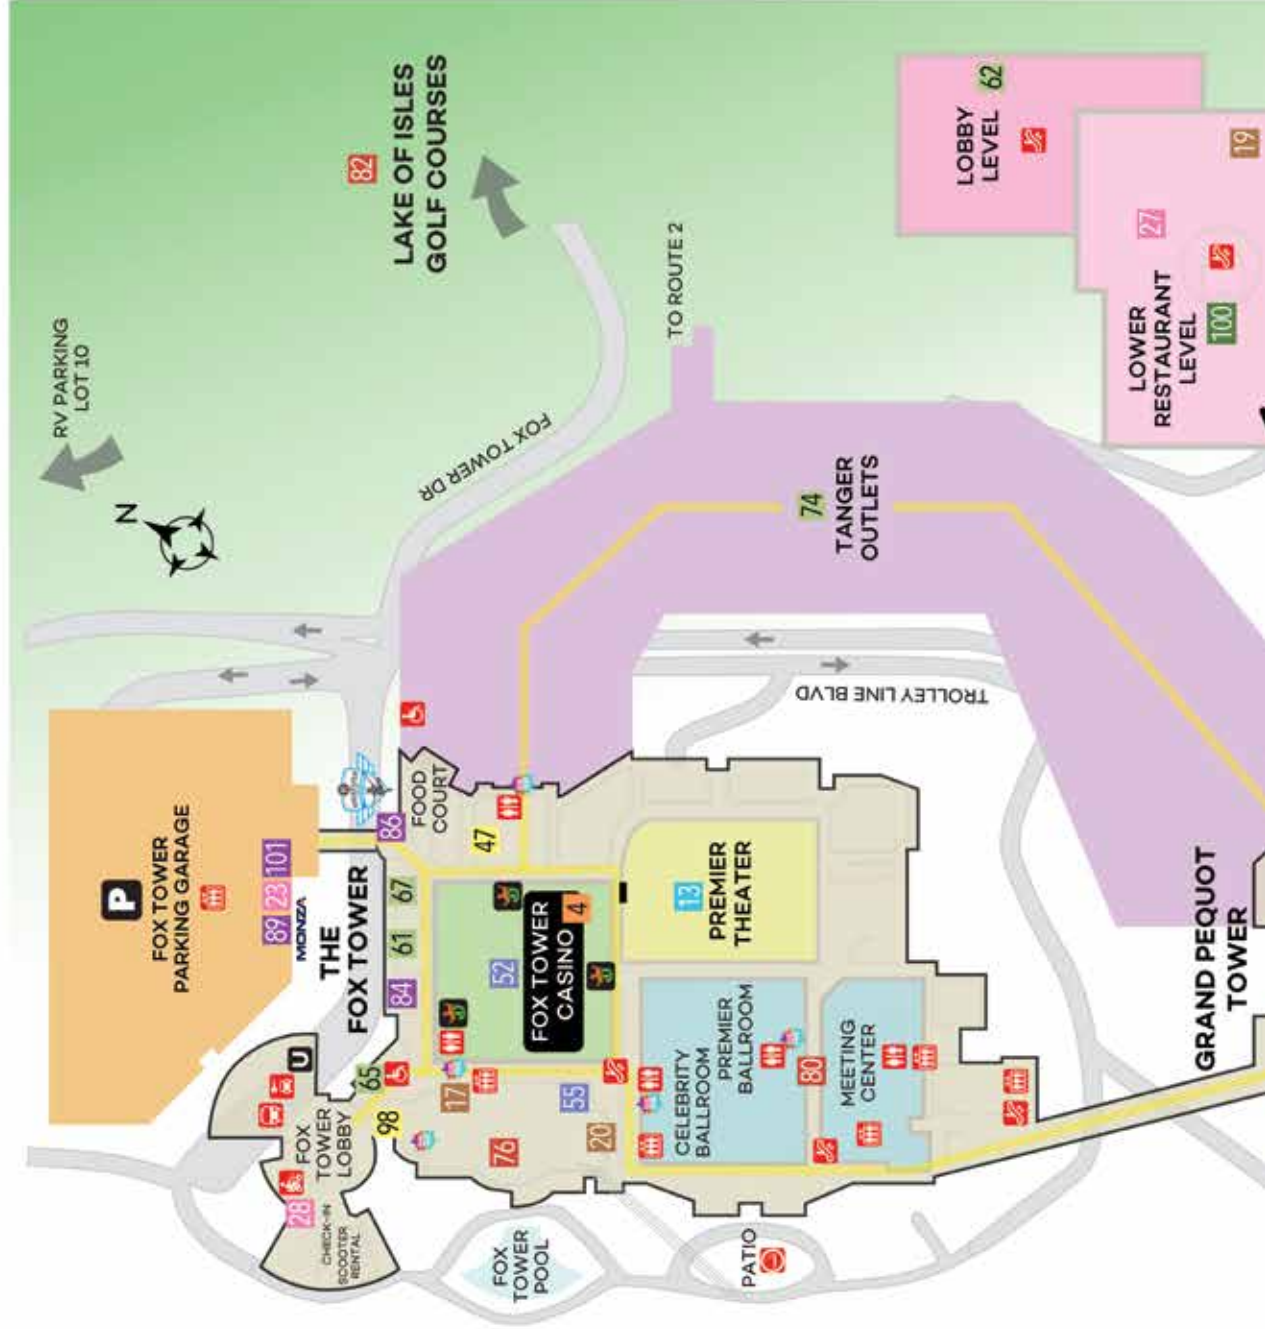 RV PARKING
LOT 10
N
82
LAKE OF ISLES
GOLF COURSES
FOX TOWER DR
TO ROUTE 2
LOBBY
LEVEL
62
LOWER
RESTAURANT
LEVEL
27
19
100
74
TANGER
OUTLETS
TROLLEY LINE BLVD
P
FOX TOWER
PARKING GARAGE
89
23
101
MONZA
THE
FOX TOWER
84
61
67
86
FOOD
COURT
47
52
FOX TOWER
CASINO
4
13
PREMIER
THEATER
U
FOX
TOWER
LOBBY
28
CHECK-IN
SCOOTER
RENTAL
65
98
17
76
55
20
CELEBRITY
BALLROOM
PREMIER
BALLROOM
80
MEETING
CENTER
FOX
TOWER
POOL
PATIO
GRAND PEQUOT
TOWER